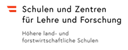 Schulen und Zentren
für Lehre und Forschung
Höhere land- und
forstwirtschaftliche Schulen